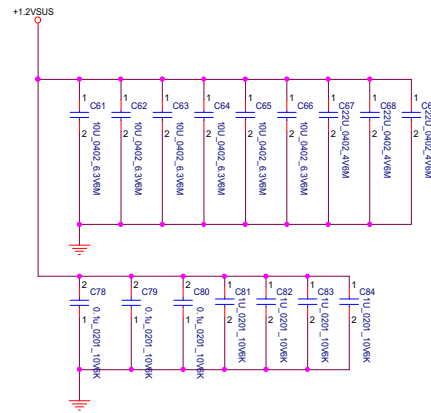 +1.2VSUS
1 1 1 1 1 1 1 1 1
C61 C62 C63 C64 C65 C66 C67 C68 C6
10U_0402_6.3V6M 10U_0402_6.3V6M 10U_0402_6.3V6M 10U_0402_6.3V6M 10U_0402_6.3V6M 10U_0402_6.3V6M 22U_0402_4V6M 22U_0402_4V6M 22U_0402_4V6M
2 2 2 2 2 2 2 2 2
2 2 2 1 1 1 1
C78 C79 C80 C81 C82 C83 C84
0.1u_0201_10V6K 0.1u_0201_10V6K 0.1u_0201_10V6K 1U_0201_10V6K 1U_0201_10V6K 1U_0201_10V6K 1U_0201_10V6K
1 1 1 2 2 2 2